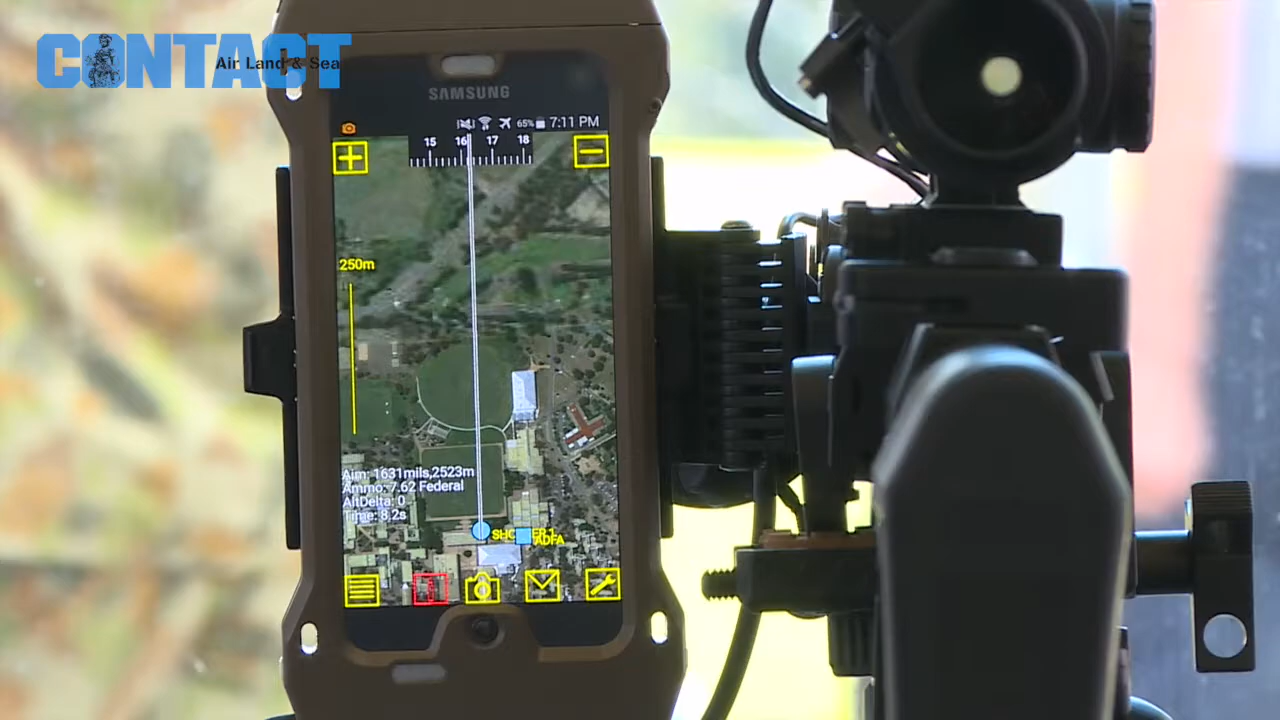 CONTACT
Air Land & Sea
SAMSUNG
65% 7:11 PM
15 16 17 18
250m
Aim: 1631mils,2523m
Ammo: 7.62 Federal
AltDelta: 0
Time: 8.2s
ADFA